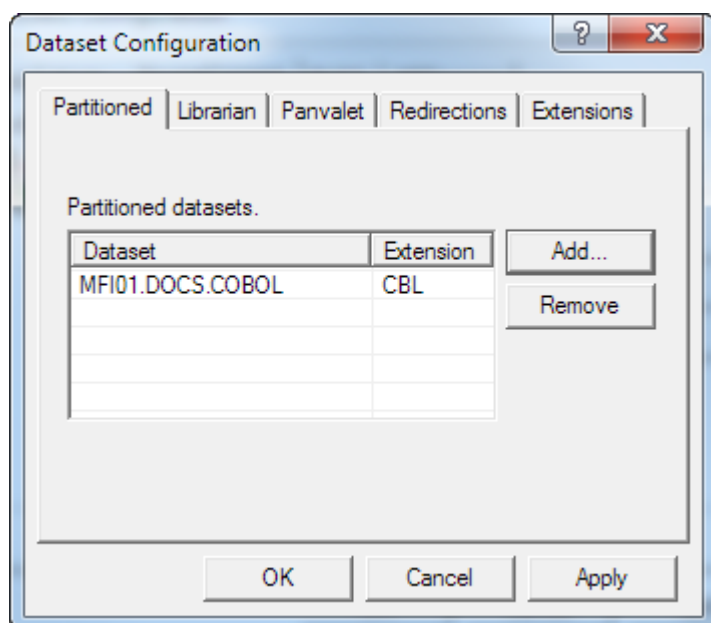 Dataset Configuration
Partitioned Librarian Panvalet Redirections Extensions
Partitioned datasets.
Dataset Extension Add...
MFI01.DOCS.COBOL CBL
Remove
OK Cancel Apply